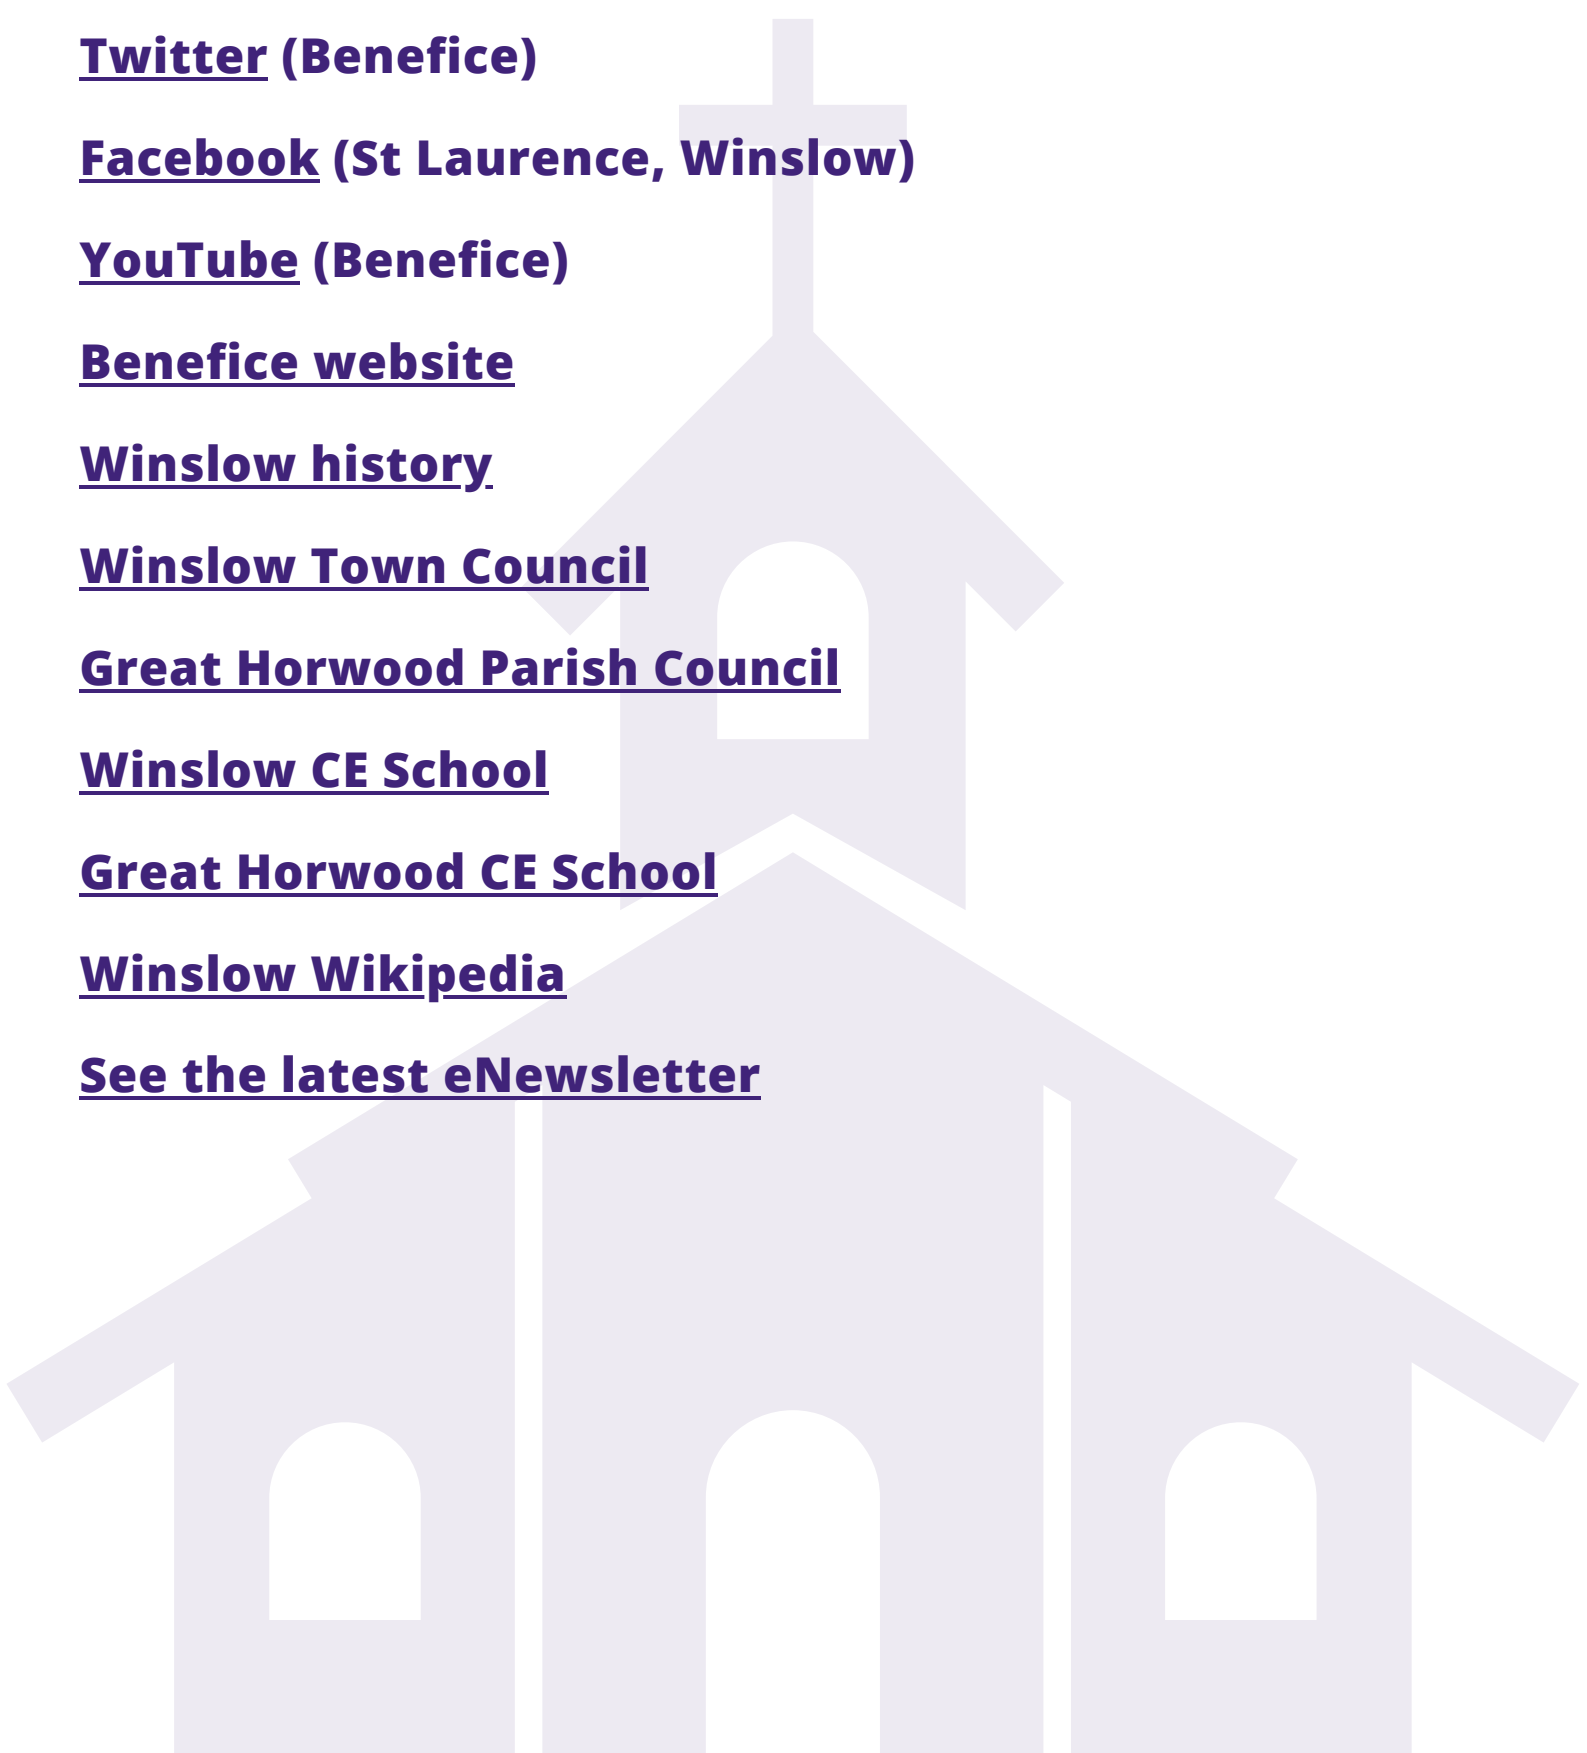 Twitter (Benefice)
Facebook (St Laurence, Winslow)
YouTube (Benefice)
Benefice website
Winslow history
Winslow Town Council
Great Horwood Parish Council
Winslow CE School
Great Horwood CE School
Winslow Wikipedia
See the latest eNewsletter